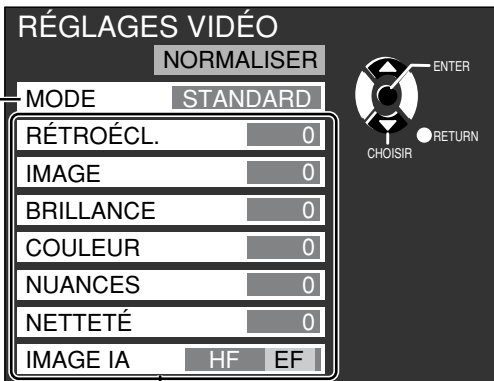 RÉGLAGES VIDÉO
NORMALISER
MODE STANDARD
RÉTROÉCL. 0
IMAGE 0
BRILLANCE 0
COULEUR 0
NUANCES 0
NETTETÉ 0
IMAGE IA HF EF
ENTER
RETURN
CHOISIR